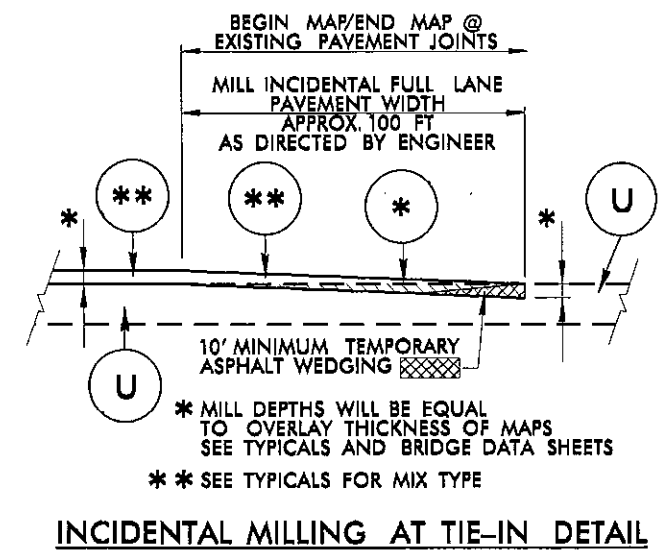 BEGIN MAP/END MAP @
EXISTING PAVEMENT JOINTS
MILL INCIDENTAL FULL LANE
PAVEMENT WIDTH
APPROX. 100 FT
AS DIRECTED BY ENGINEER
* ** ** * * U
U
10' MINIMUM TEMPORARY
ASPHALT WEDGING
* MILL DEPTHS WILL BE EQUAL
TO OVERLAY THICKNESS OF MAPS
SEE TYPICALS AND BRIDGE DATA SHEETS
** SEE TYPICALS FOR MIX TYPE
INCIDENTAL MILLING AT TIE-IN DETAIL